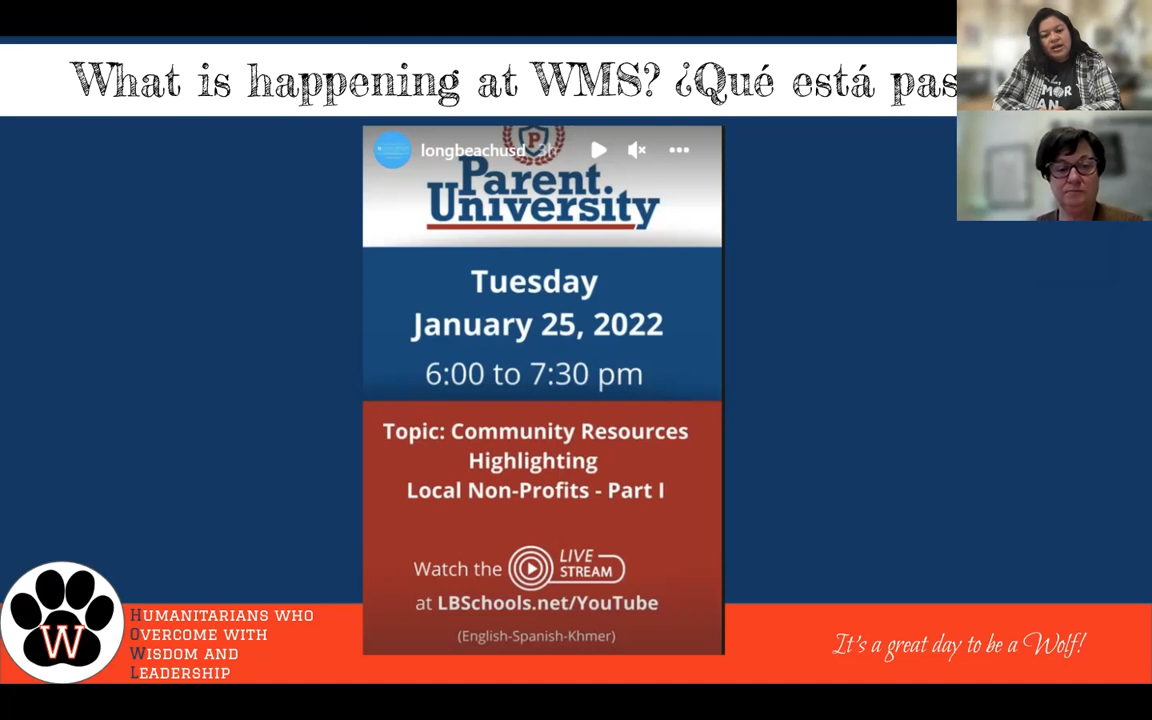 What is happening at WMS? ¿Qué está pas
longbeachusd 3h
Parent
University
Tuesday
January 25, 2022
6:00 to 7:30 pm
Topic: Community Resources
Highlighting
Local Non-Profits - Part I
Watch the
LIVE
STREAM
at LBSchools.net/YouTube
(English-Spanish-Khmer)
W
HUMANITARIANS WHO
OVERCOME WITH
WISDOM AND
LEADERSHIP
It's a great day to be a Wolf!